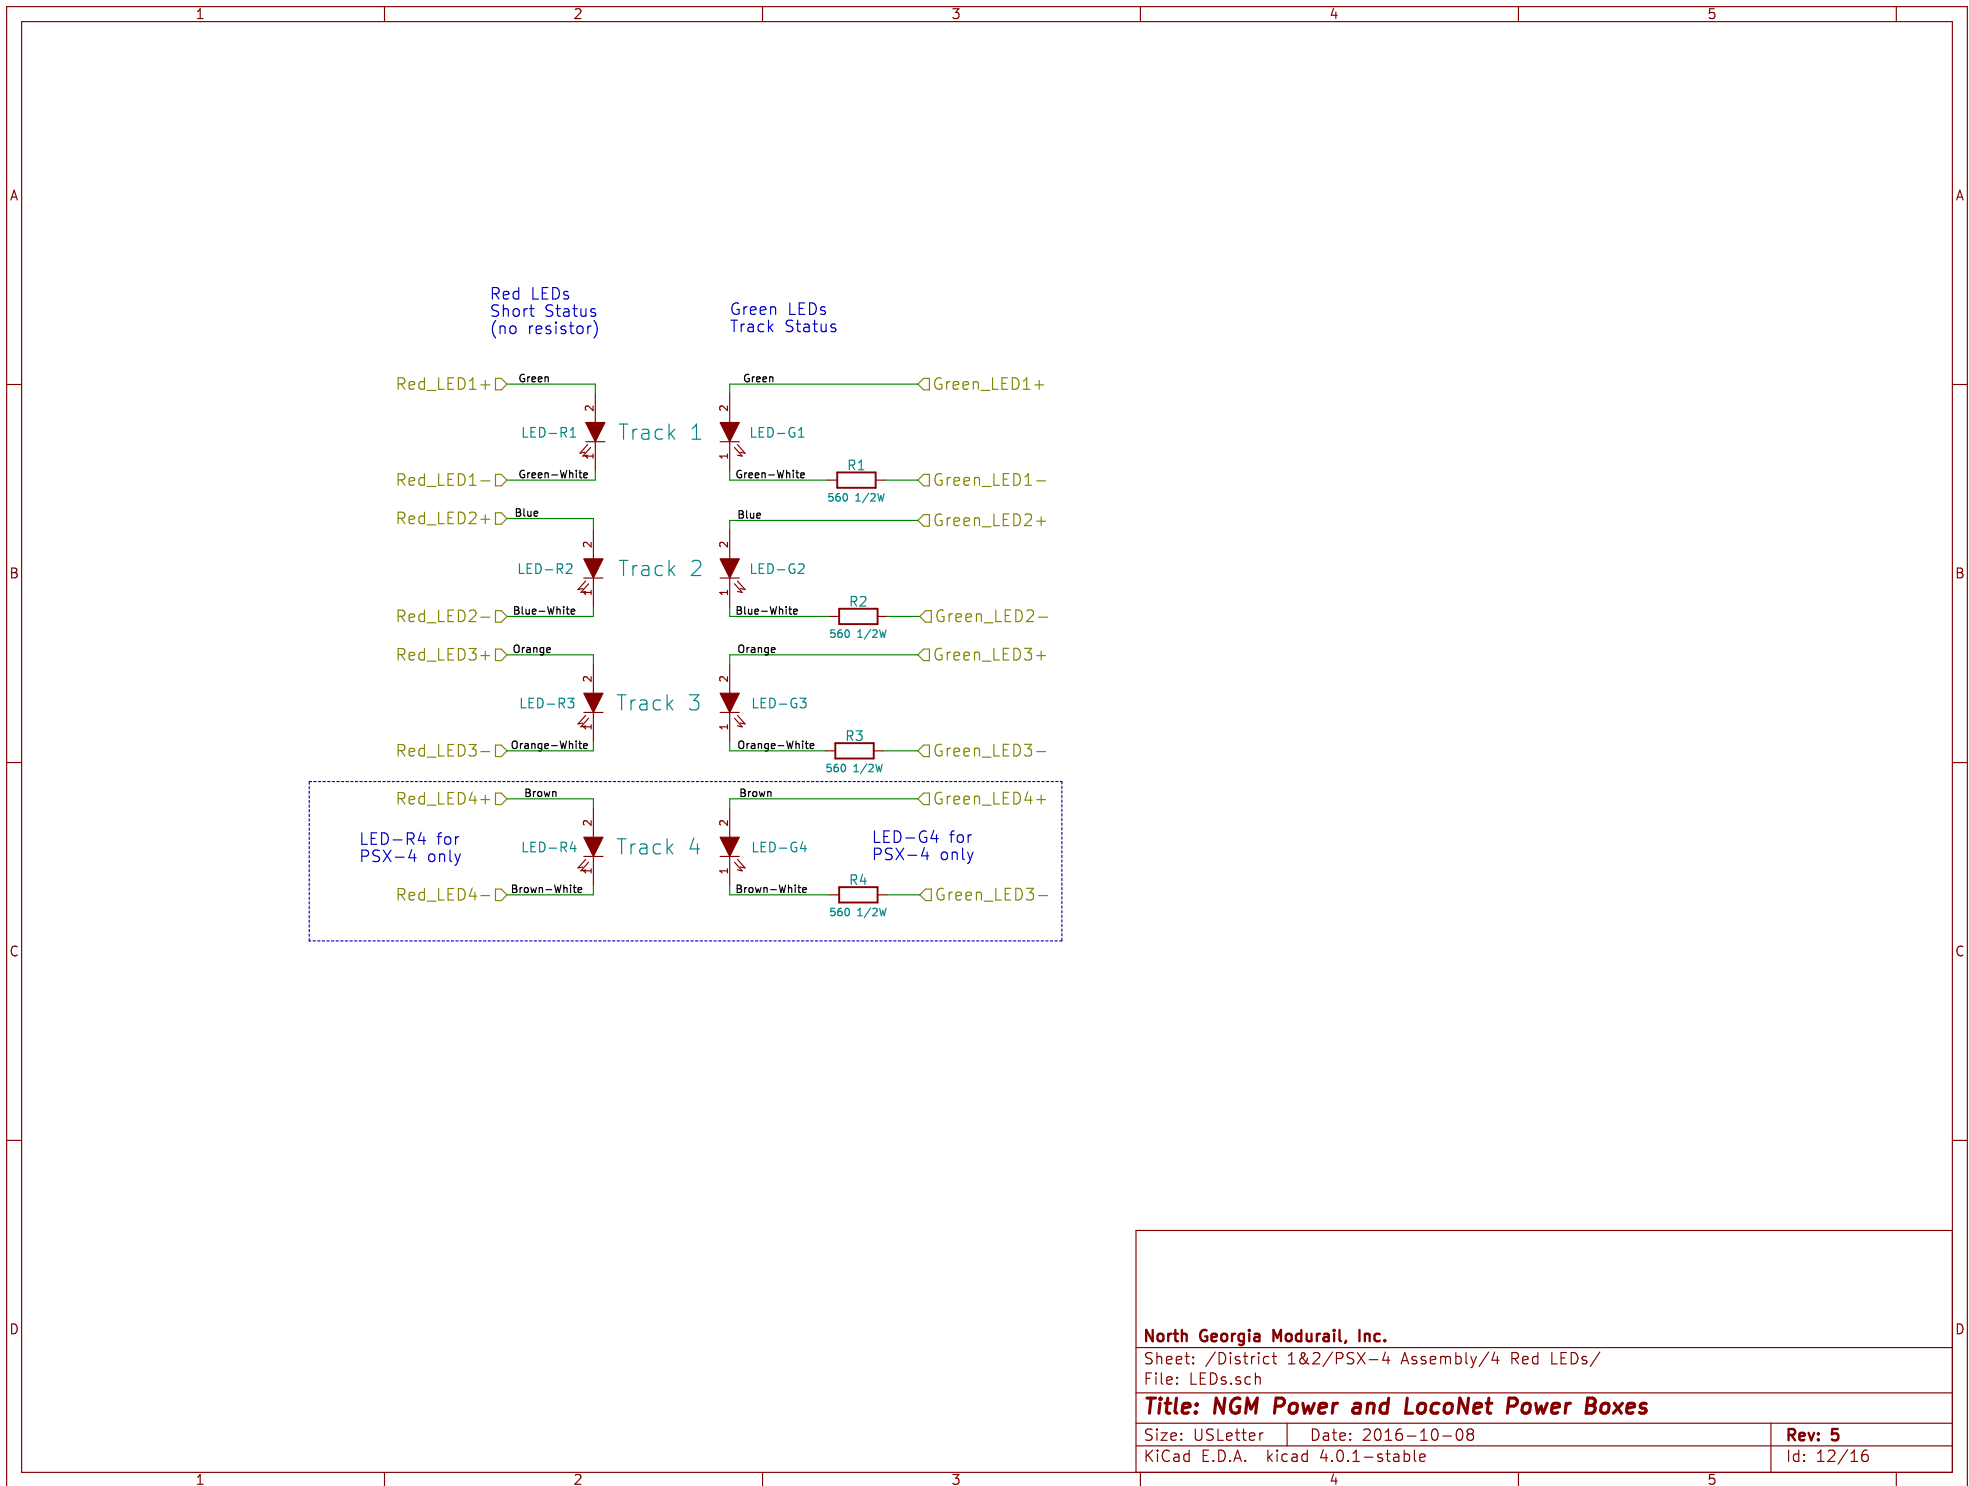 1 2 3 4 5
A A
Red LEDs
Short Status
(no resistor)
Green LEDs
Track Status
Red_LED1+ Green Green Green_LED1+
2 2
LED-R1 Track 1 LED-G1
1 1
Red_LED1- Green-White Green-White R1 Green_LED1-
560 1/2W
Red_LED2+ Blue Blue Green_LED2+
2 2
LED-R2 Track 2 LED-G2
B B
1 1
Red_LED2- Blue-White Blue-White R2 Green_LED2-
560 1/2W
Red_LED3+ Orange Orange Green_LED3+
2 2
LED-R3 Track 3 LED-G3
1 1
Red_LED3- Orange-White Orange-White R3 Green_LED3-
560 1/2W
Red_LED4+ Brown Brown Green_LED4+
2 2
LED-R4 for
PSX-4 only
LED-R4 Track 4 LED-G4
LED-G4 for
PSX-4 only
1 1
Red_LED4- Brown-White Brown-White R4 Green_LED3-
560 1/2W
C C
D D
North Georgia Modurail, Inc.
Sheet: /District 1&2/PSX-4 Assembly/4 Red LEDs/
File: LEDs.sch
Title: NGM Power and LocoNet Power Boxes
Size: USLetter Date: 2016-10-08 Rev: 5
KiCad E.D.A. kicad 4.0.1-stable Id: 12/16
1 2 3 4 5